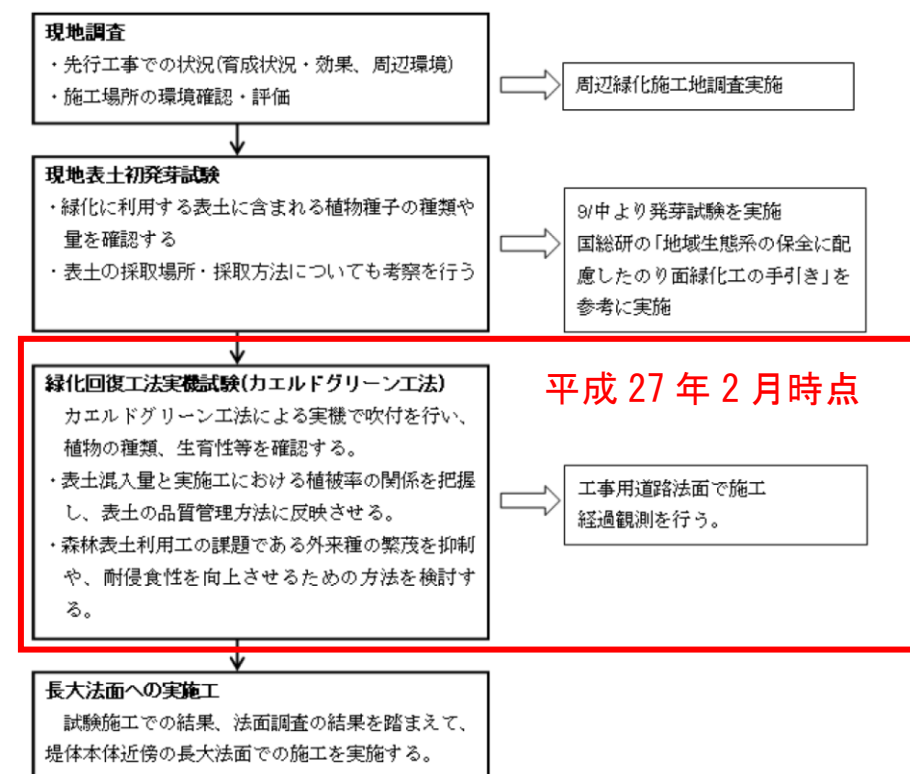 現地調査
・先行工事での状況(育成状況・効果、周辺環境)
・施工場所の環境確認・評価
周辺緑化施工地調査実施
現地表土初発芽試験
・緑化に利用する表土に含まれる植物種子の種類や
量を確認する
・表土の採取場所・採取方法についても考察を行う
9/中より発芽試験を実施
国総研の「地域生態系の保全に配
慮したのり面緑化工の手引き」を
参考に実施
緑化回復工法実機試験(カエルドグリーン工法)
カエルドグリーン工法による実機で吹付を行い、
植物の種類、生育性等を確認する。
・表土混入量と実施工における植被率の関係を把握
し、表土の品質管理方法に反映させる。
・森林表土利用工の課題である外来種の繁茂を抑制
や、耐侵食性を向上させるための方法を検討す
る。
平成 27 年 2 月時点
工事用道路法面で施工
経過観測を行う。
長大法面への実施工
試験施工での結果、法面調査の結果を踏まえて、
堤体本体近傍の長大法面での施工を実施する。